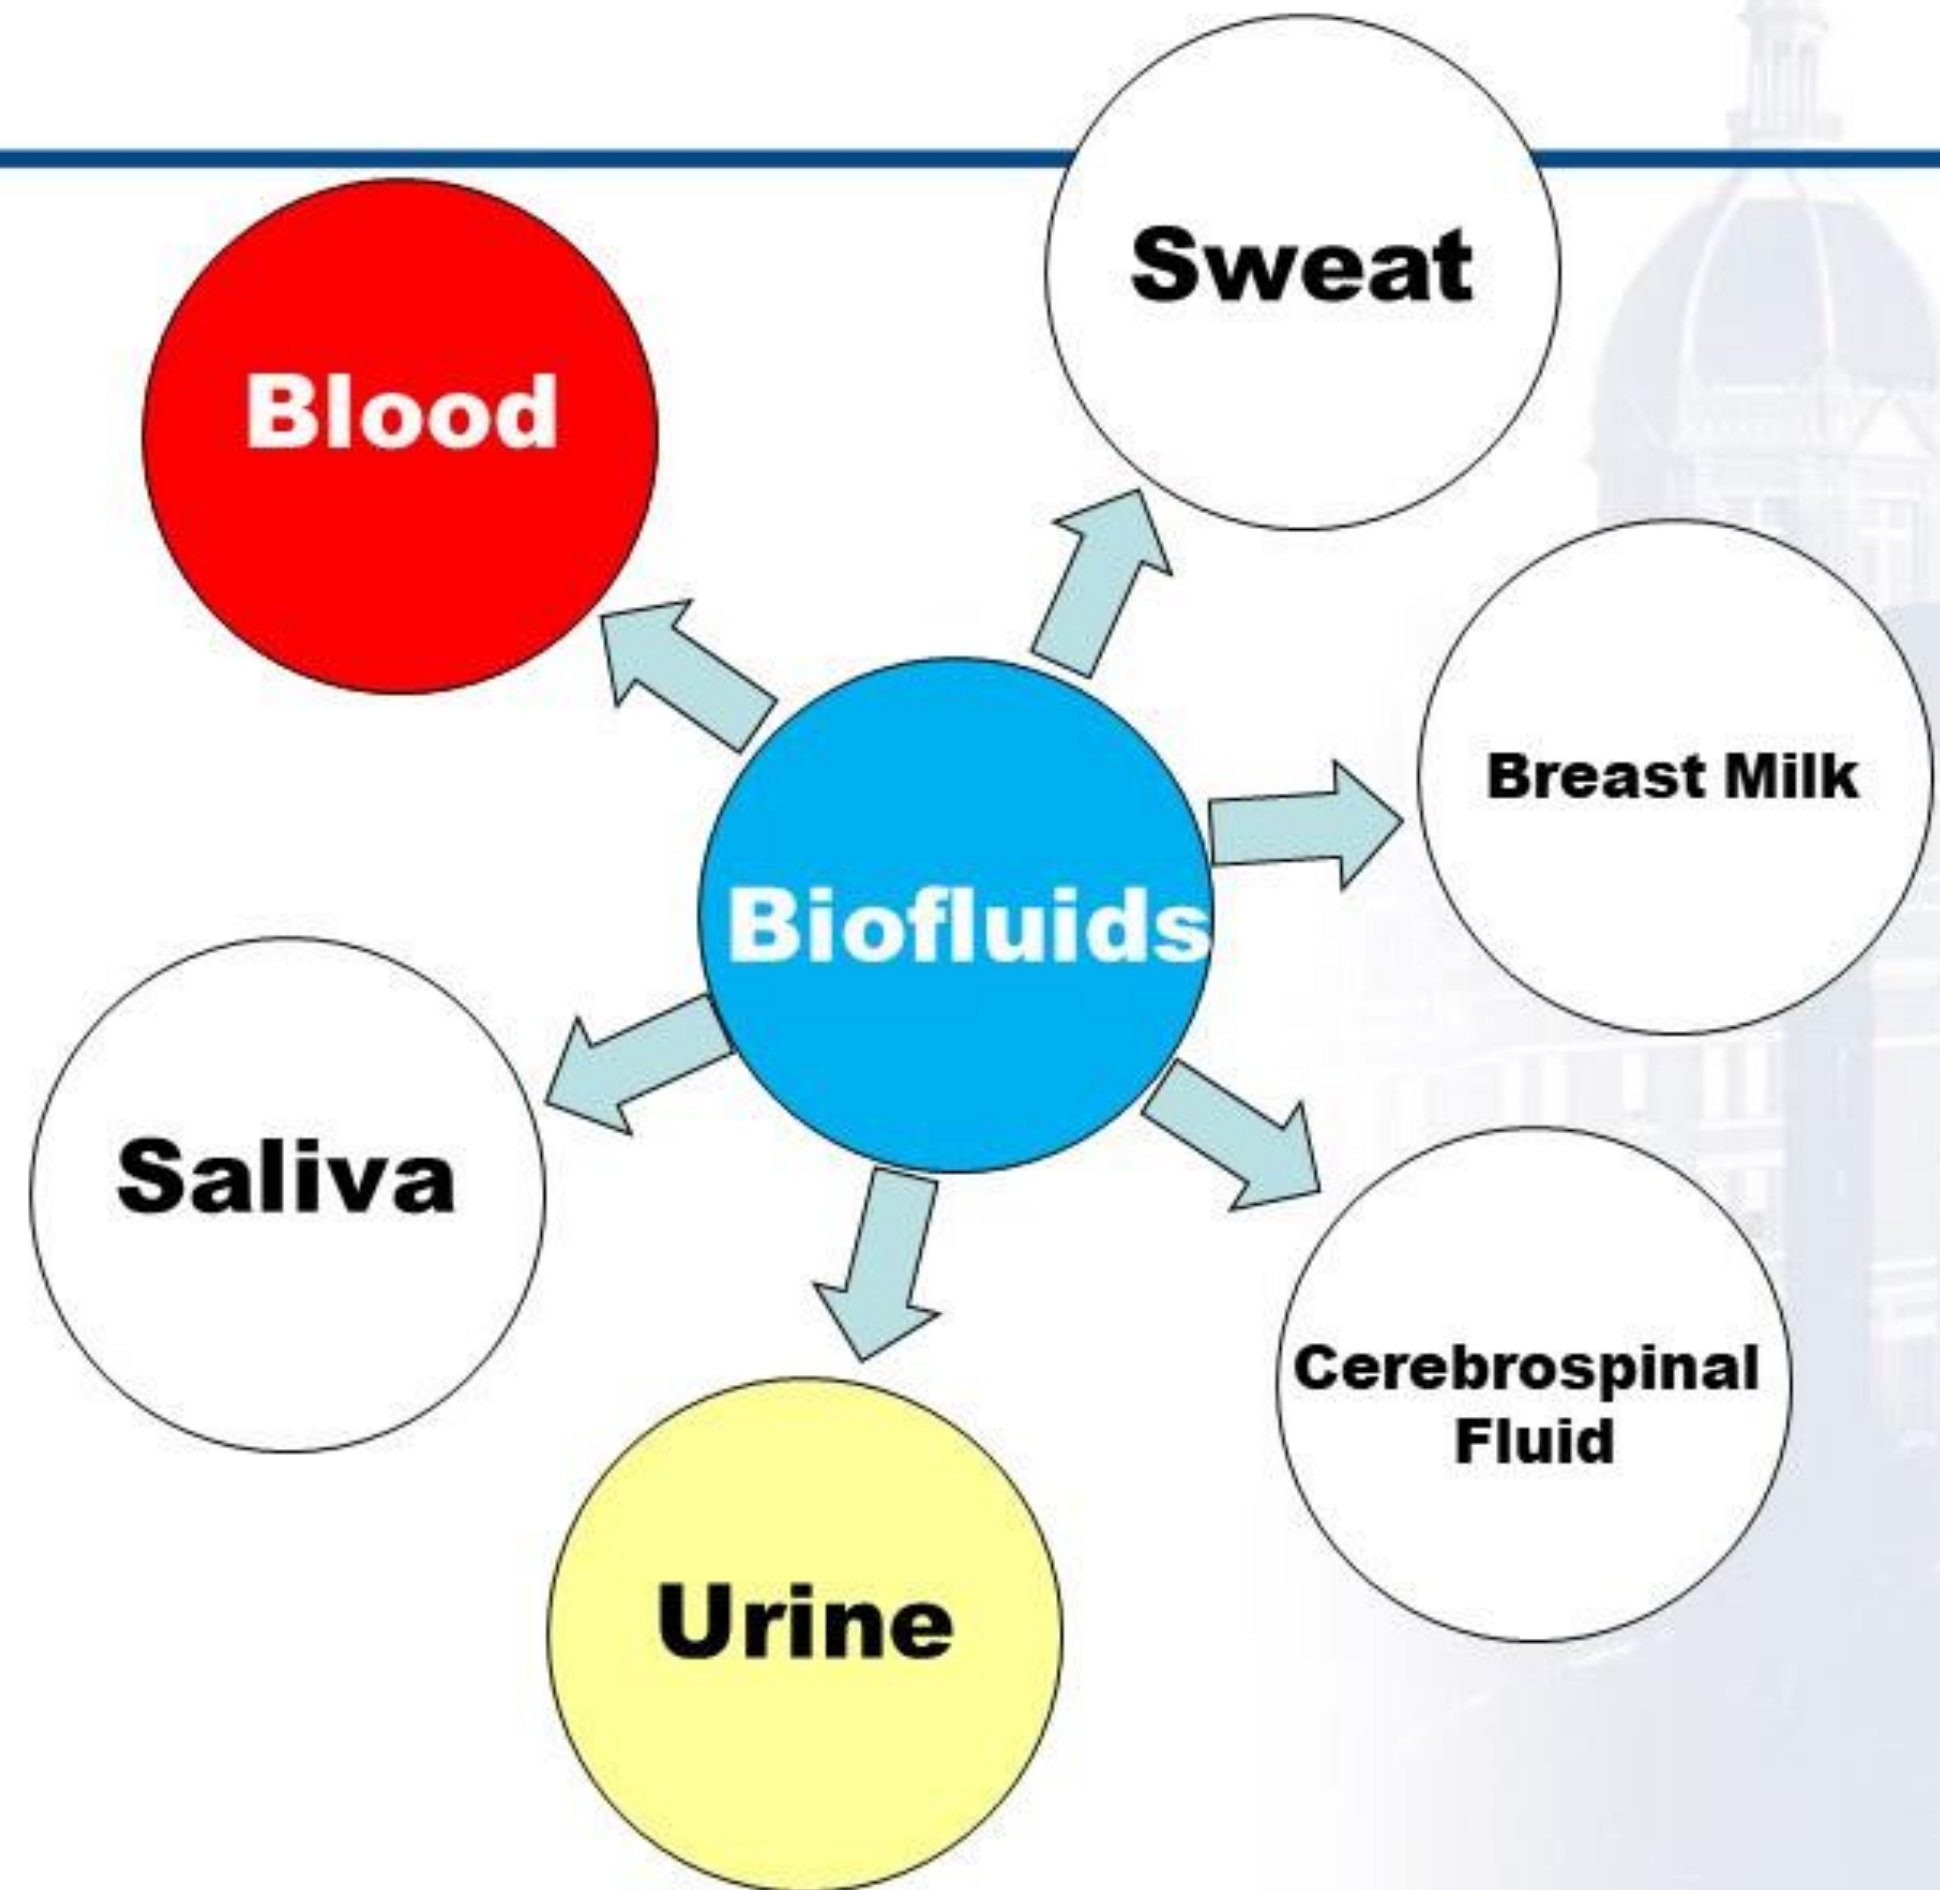 Sweat
Blood
Breast Milk
Biofluids
Saliva
Cerebrospinal
Fluid
Urine